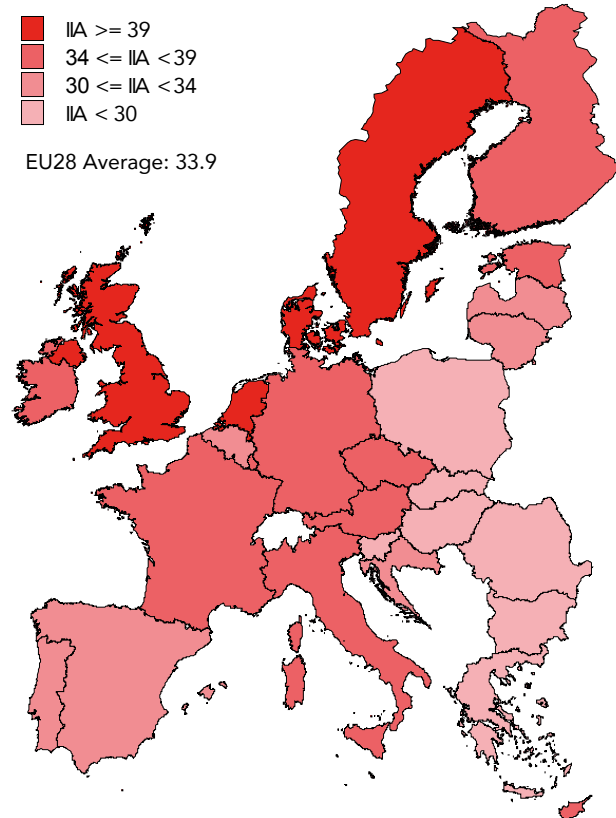 IIA >= 39
34 <= IIA <39
30 <= IIA <34
IIA < 30
EU28 Average: 33.9